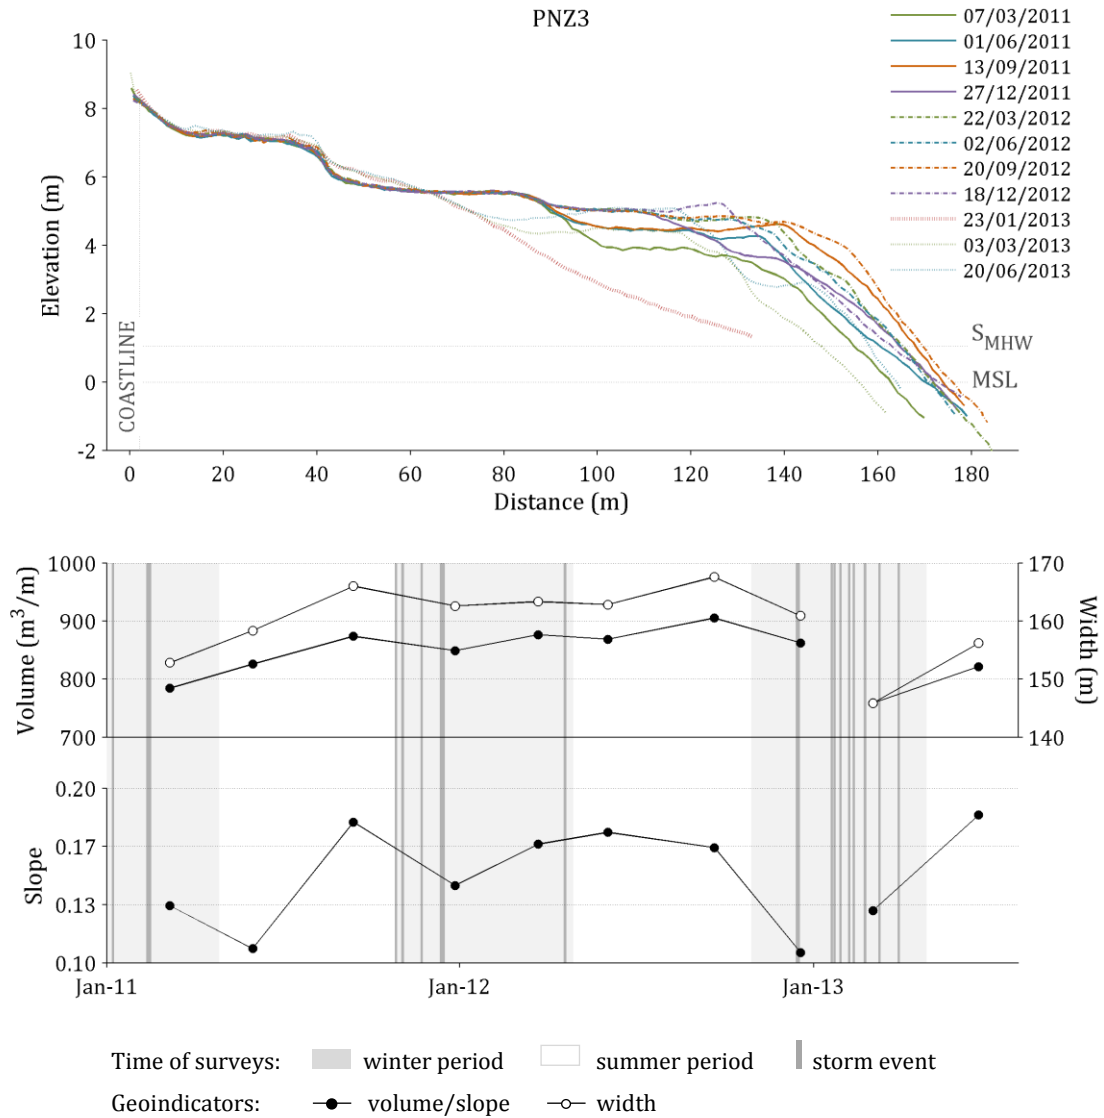 PNZ3
07/03/2011
01/06/2011
13/09/2011
27/12/2011
22/03/2012
02/06/2012
20/09/2012
18/12/2012
23/01/2013
03/03/2013
20/06/2013
Elevation (m)
10
8
6
4
2
0
-2
COASTLINE
S_MHW
MSL
0 20 40 60 80 100 120 140 160 180
Distance (m)
Volume (m³/m)
1000
900
800
700
170
160
150
140
Width (m)
Slope
0.20
0.17
0.13
0.10
Jan-11 Jan-12 Jan-13
Time of surveys: winter period summer period storm event
Geoindicators: volume/slope width